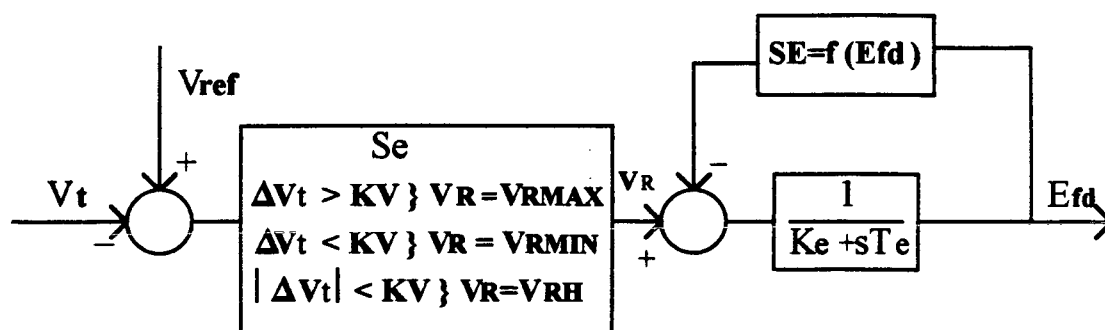 SE=f (Efd )
Vref
+
Vt
−
Se
ΔVt > KV } VR = VRMAX
ΔVt < KV } VR = VRMIN
| ΔVt| < KV } VR=VRH
VR
+
−
1
Ke +sTe
Efd